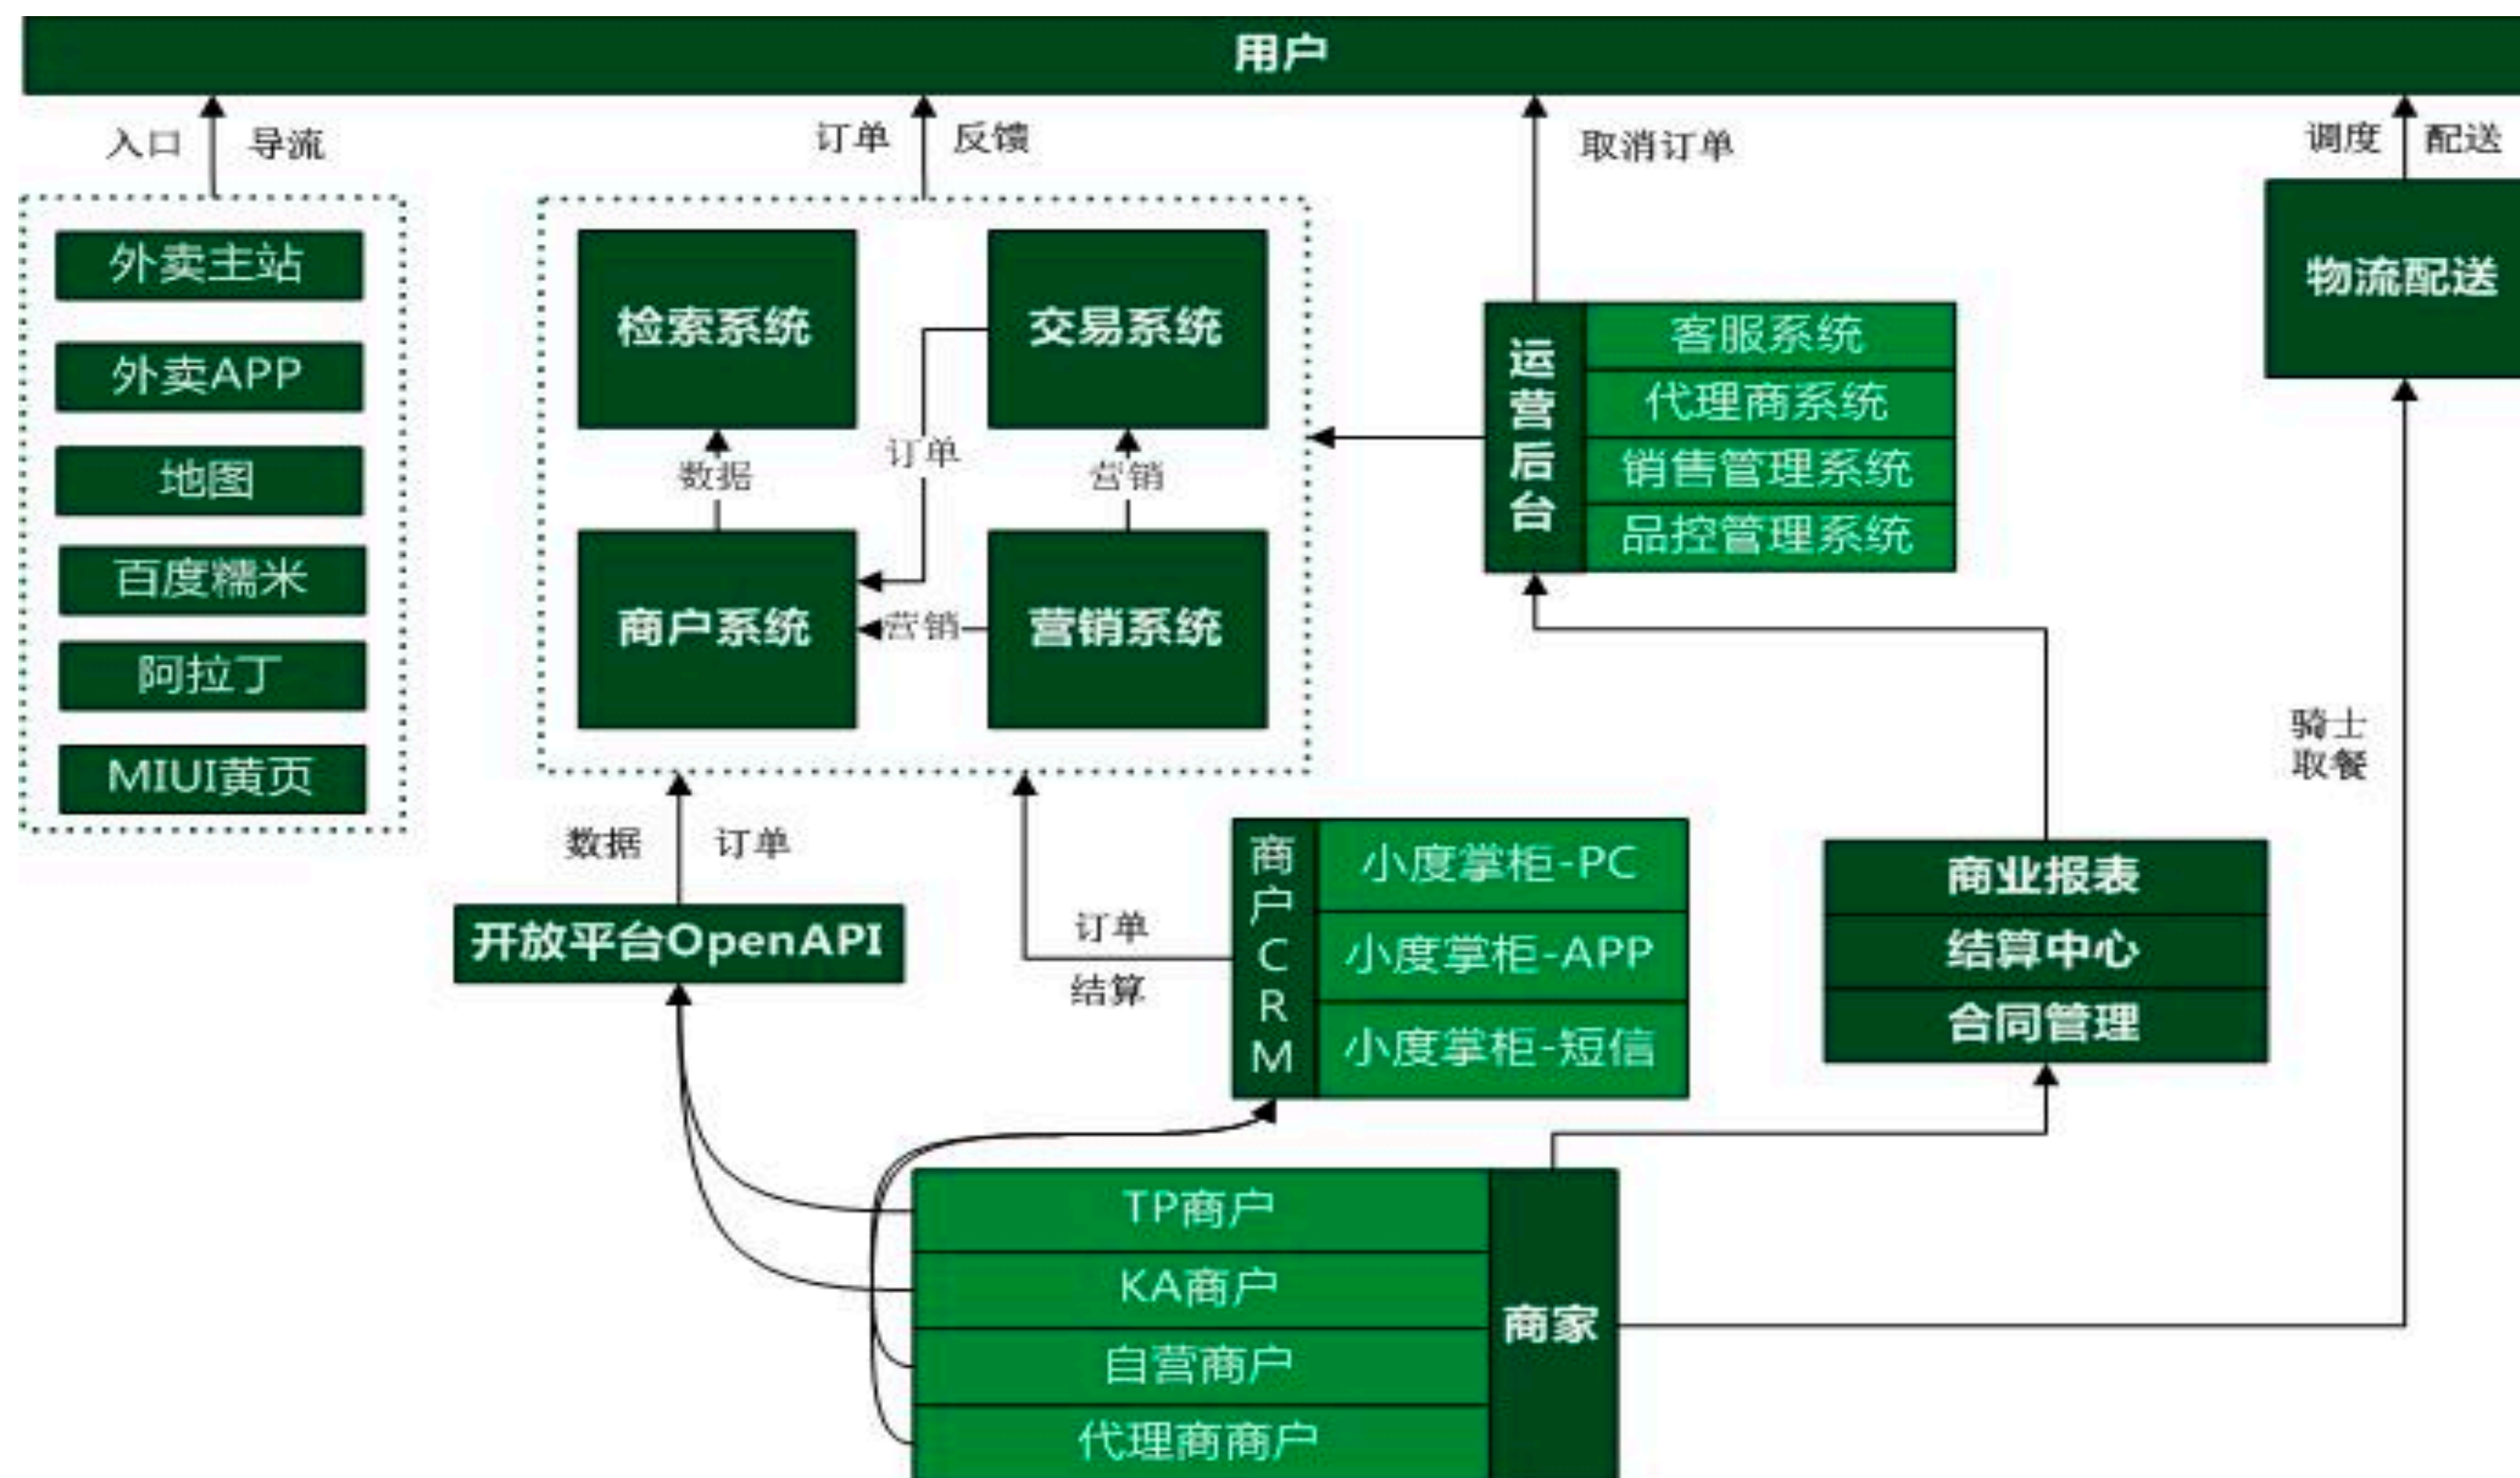 用户
入口 导流
订单 反馈
取消订单
调度 配送
外卖主站
外卖APP
地图
百度糯米
阿拉丁
MIUI黄页
检索系统
交易系统
订单
数据
营销
商户系统
营销
营销系统
运营后台
客服系统
代理商系统
销售管理系统
品控管理系统
物流配送
骑士
取餐
数据 订单
开放平台OpenAPI
订单
结算
商户CRM
小度掌柜-PC
小度掌柜-APP
小度掌柜-短信
商业报表
结算中心
合同管理
TP商户
KA商户
自营商户
代理商商户
商家